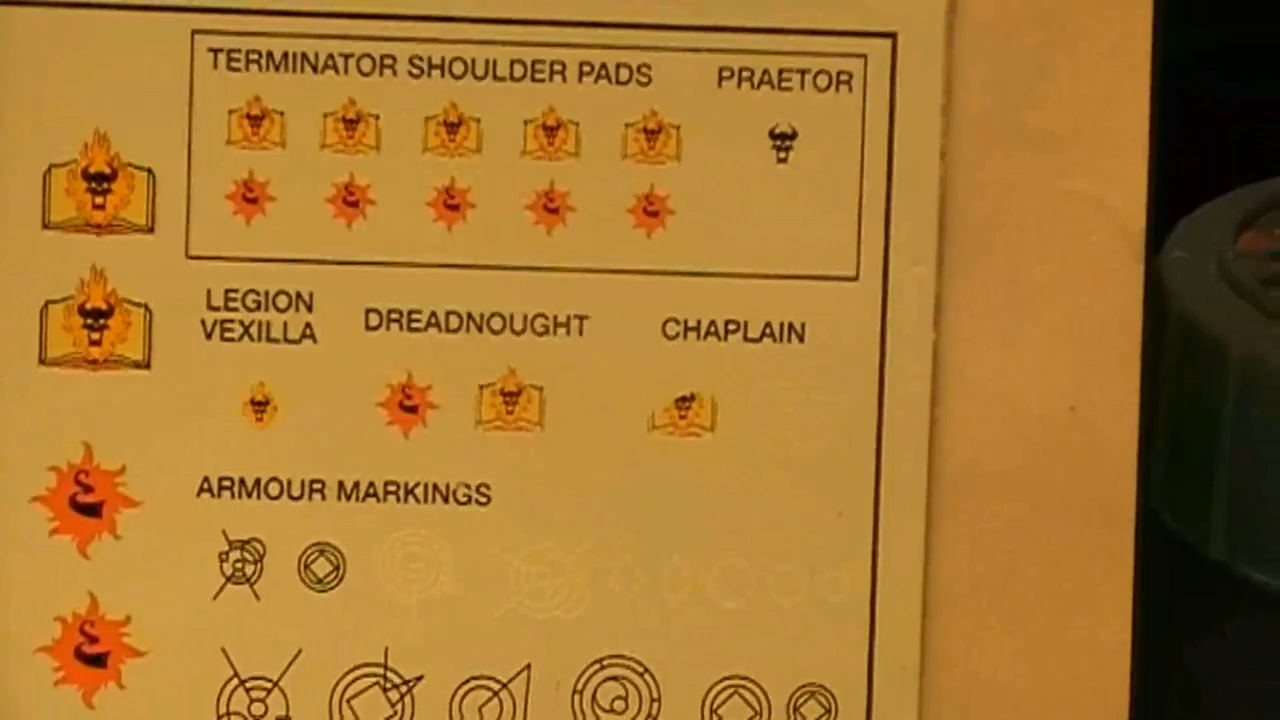 TERMINATOR SHOULDER PADS
PRAETOR
LEGION
VEXILLA
DREADNOUGHT
CHAPLAIN
ARMOUR MARKINGS